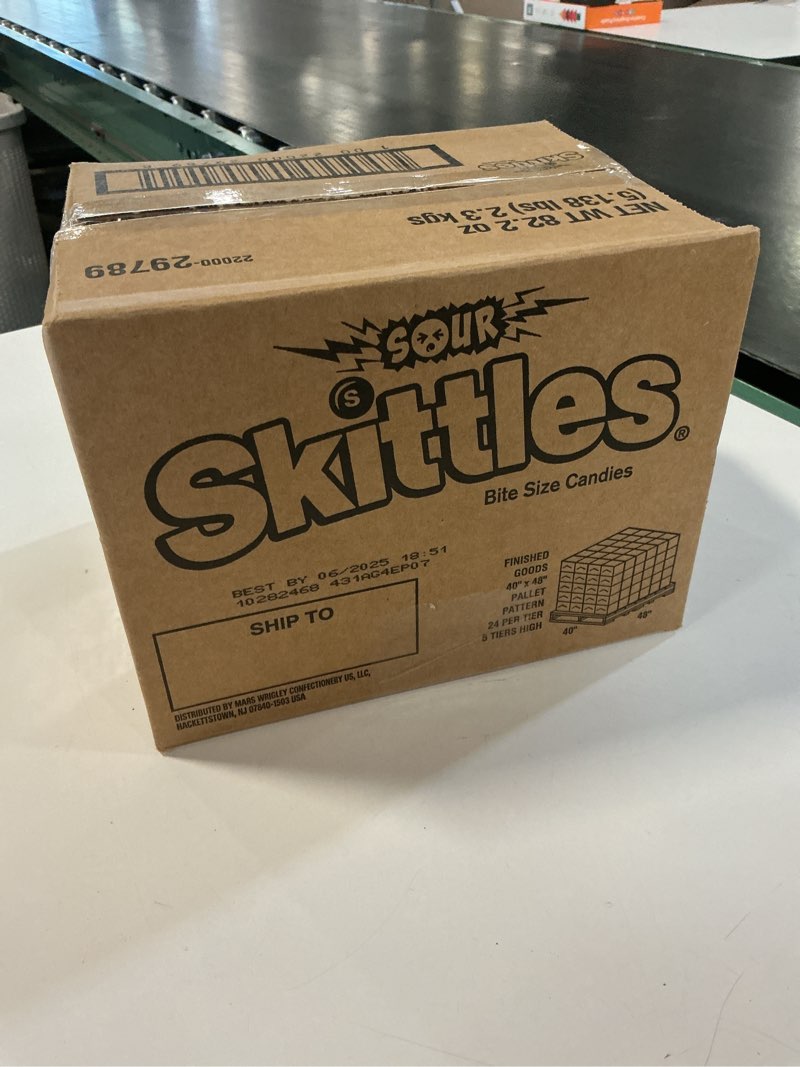 Skittles
NET WT 82.2 OZ
(5.138 lbs) 2.3 kgs
22000-29789
SOUR
S
Skittles®
Bite Size Candies
BEST BY 06/2025 18:51
10282468 431AG4EP07
SHIP TO
FINISHED
GOODS
40" x 48"
PALLET
PATTERN
24 PER TIER
5 TIERS HIGH
40"
48"
DISTRIBUTED BY MARS WRIGLEY CONFECTIONERY US, LLC,
HACKETTSTOWN, NJ 07840-1503 USA